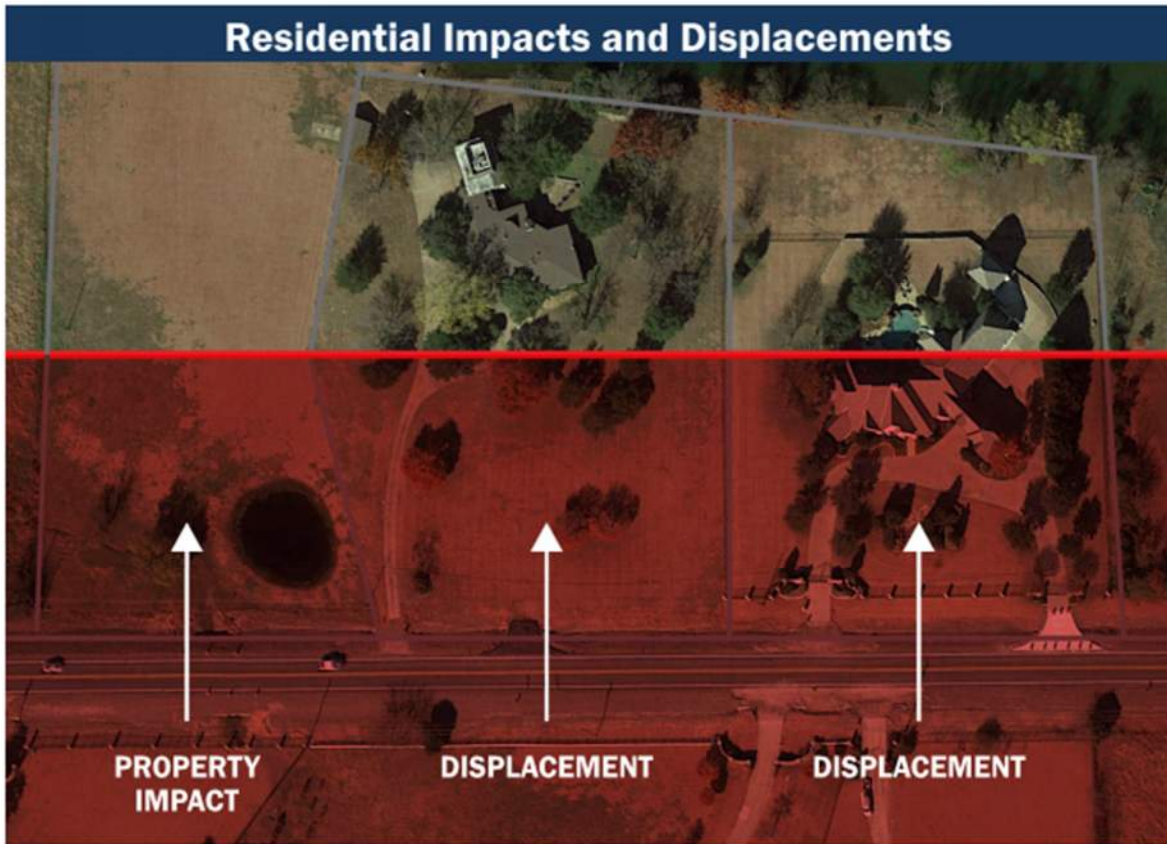 Residential Impacts and Displacements
PROPERTY
IMPACT
DISPLACEMENT
DISPLACEMENT